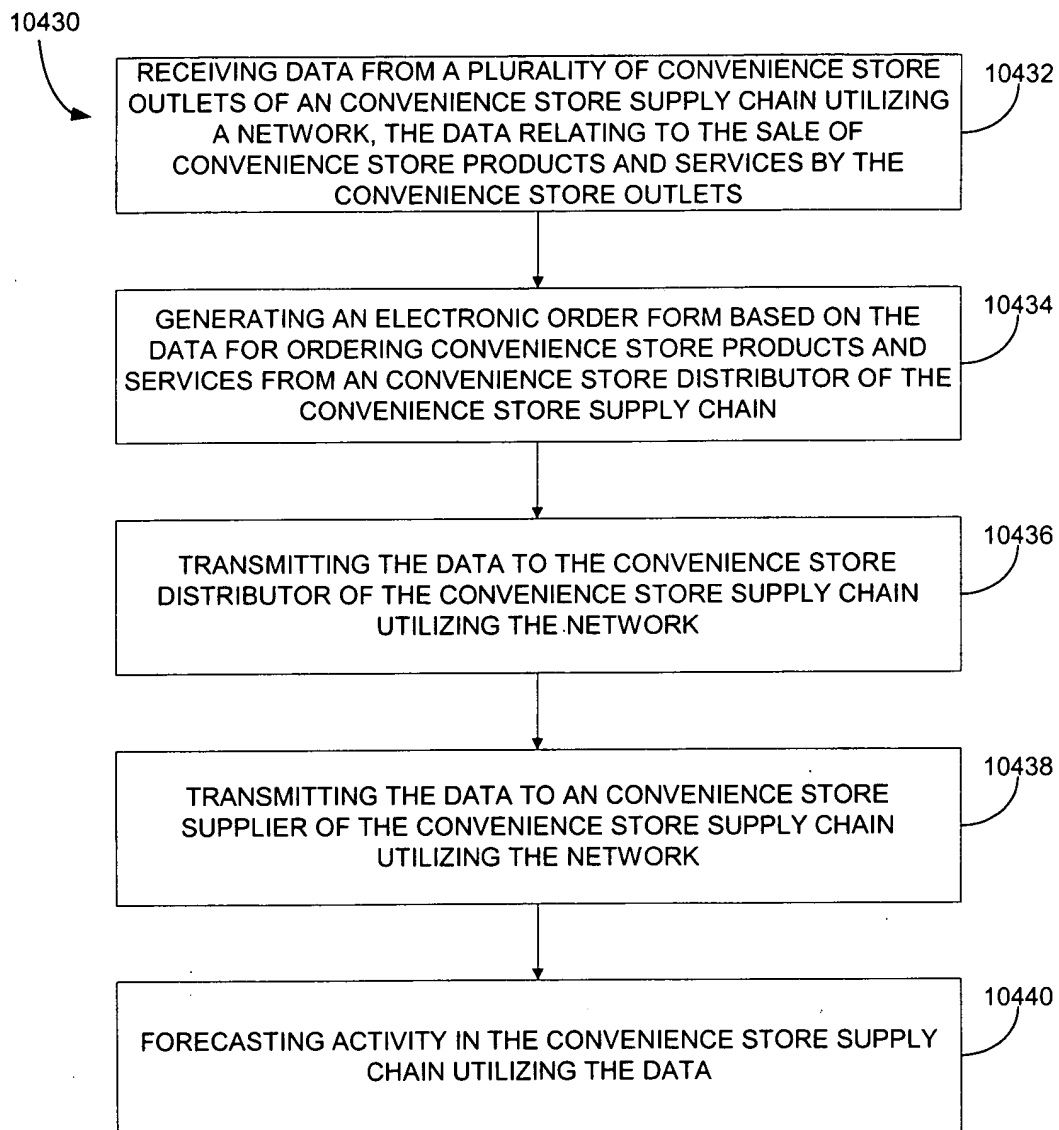 10430
RECEIVING DATA FROM A PLURALITY OF CONVENIENCE STORE
OUTLETS OF AN CONVENIENCE STORE SUPPLY CHAIN UTILIZING
A NETWORK, THE DATA RELATING TO THE SALE OF
CONVENIENCE STORE PRODUCTS AND SERVICES BY THE
CONVENIENCE STORE OUTLETS
10432
GENERATING AN ELECTRONIC ORDER FORM BASED ON THE
DATA FOR ORDERING CONVENIENCE STORE PRODUCTS AND
SERVICES FROM AN CONVENIENCE STORE DISTRIBUTOR OF THE
CONVENIENCE STORE SUPPLY CHAIN
10434
TRANSMITTING THE DATA TO THE CONVENIENCE STORE
DISTRIBUTOR OF THE CONVENIENCE STORE SUPPLY CHAIN
UTILIZING THE NETWORK
10436
TRANSMITTING THE DATA TO AN CONVENIENCE STORE
SUPPLIER OF THE CONVENIENCE STORE SUPPLY CHAIN
UTILIZING THE NETWORK
10438
FORECASTING ACTIVITY IN THE CONVENIENCE STORE SUPPLY
CHAIN UTILIZING THE DATA
10440